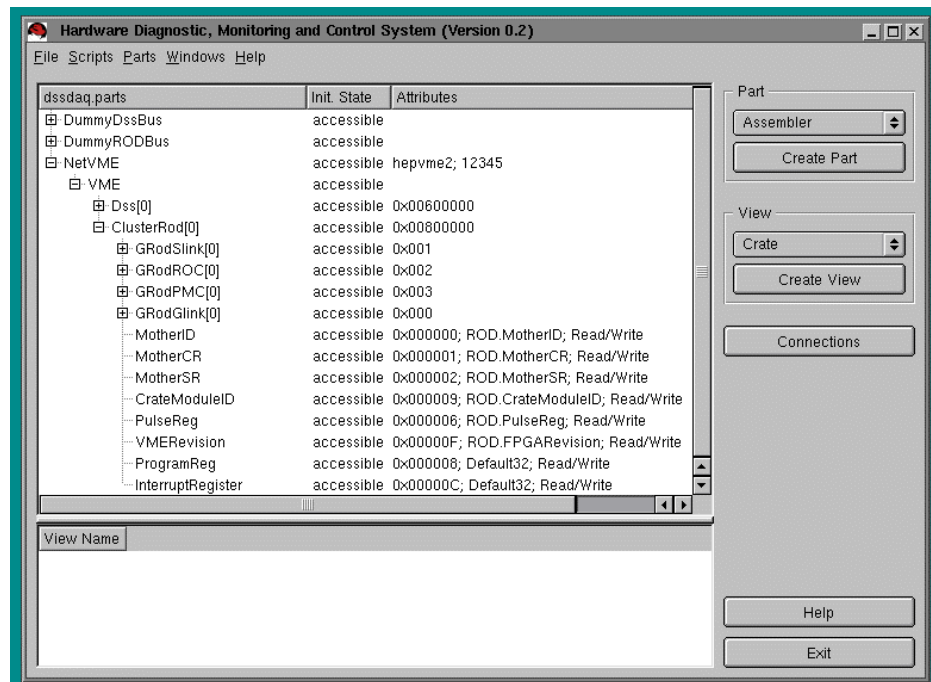 Hardware Diagnostic, Monitoring and Control System (Version 0.2)
File Scripts Parts Windows Help
dssdaq.parts Init. State Attributes
DummyDssBus accessible
DummyRODBus accessible
NetVME accessible hepvme2; 12345
VME accessible
Dss[0] accessible 0x00600000
ClusterRod[0] accessible 0x00800000
GRodSlink[0] accessible 0x001
GRodROC[0] accessible 0x002
GRodPMC[0] accessible 0x003
GRodGlink[0] accessible 0x000
MotherID accessible 0x000000; ROD.MotherID; Read/Write
MotherCR accessible 0x000001; ROD.MotherCR; Read/Write
MotherSR accessible 0x000002; ROD.MotherSR; Read/Write
CrateModuleID accessible 0x000009; ROD.CrateModuleID; Read/Write
PulseReg accessible 0x000006; ROD.PulseReg; Read/Write
VMERevision accessible 0x00000F; ROD.FPGARevision; Read/Write
ProgramReg accessible 0x000008; Default32; Read/Write
InterruptRegister accessible 0x00000C; Default32; Read/Write
View Name
Part
Assembler
Create Part
View
Crate
Create View
Connections
Help
Exit